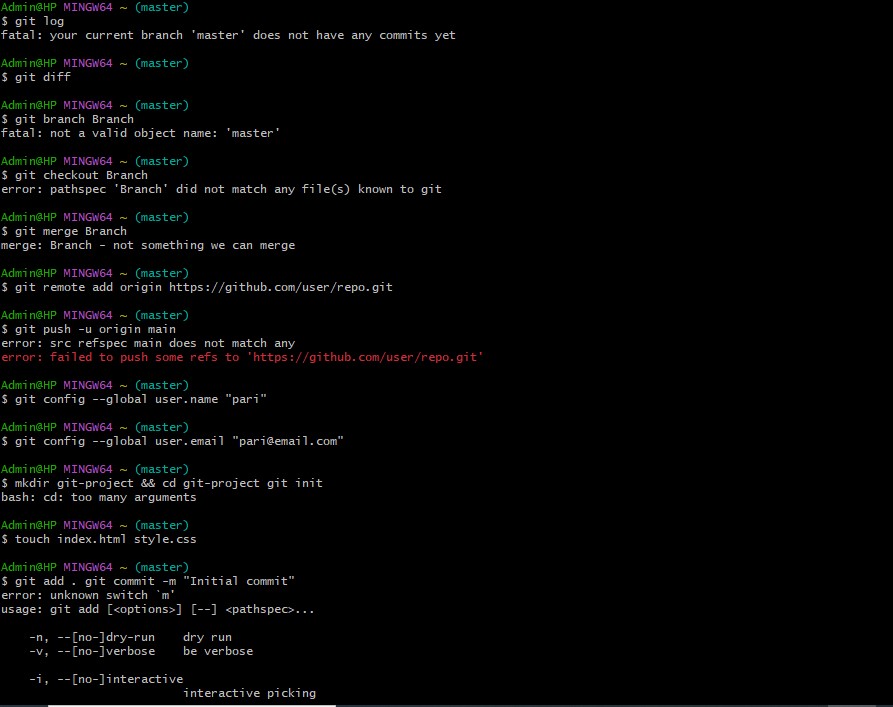 Admin@HP MINGW64 ~ (master)
$ git log
fatal: your current branch 'master' does not have any commits yet
Admin@HP MINGW64 ~ (master)
$ git diff
Admin@HP MINGW64 ~ (master)
$ git branch Branch
fatal: not a valid object name: 'master'
Admin@HP MINGW64 ~ (master)
$ git checkout Branch
error: pathspec 'Branch' did not match any file(s) known to git
Admin@HP MINGW64 ~ (master)
$ git merge Branch
merge: Branch - not something we can merge
Admin@HP MINGW64 ~ (master)
$ git remote add origin https://github.com/user/repo.git
Admin@HP MINGW64 ~ (master)
$ git push -u origin main
error: src refspec main does not match any
error: failed to push some refs to 'https://github.com/user/repo.git'
Admin@HP MINGW64 ~ (master)
$ git config --global user.name "pari"
Admin@HP MINGW64 ~ (master)
$ git config --global user.email "pari@email.com"
Admin@HP MINGW64 ~ (master)
$ mkdir git-project && cd git-project git init
bash: cd: too many arguments
Admin@HP MINGW64 ~ (master)
$ touch index.html style.css
Admin@HP MINGW64 ~ (master)
$ git add . git commit -m "Initial commit"
error: unknown switch `m'
usage: git add [<options>] [--] <pathspec>...
-n, --[no-]dry-run    dry run
-v, --[no-]verbose    be verbose
-i, --[no-]interactive
interactive picking